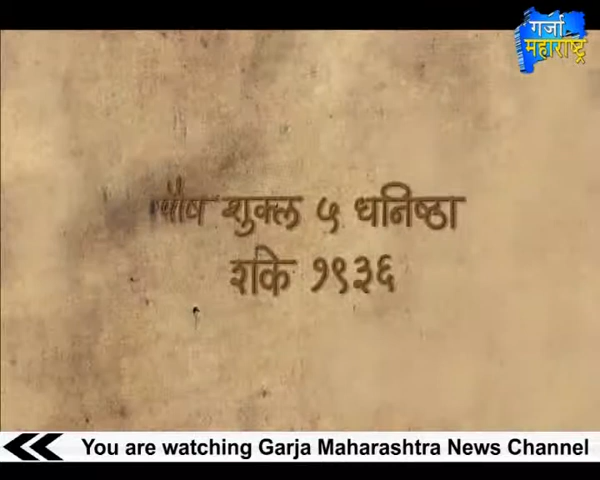 गर्जा
महाराष्ट्र
पौष शुक्ल ५ धनिष्ठा
शके १९३६
You are watching Garja Maharashtra News Channel